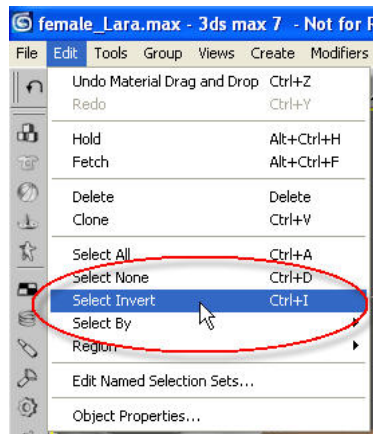 female_Lara.max - 3ds max 7 - Not for
File Edit Tools Group Views Create Modifiers
Undo Material Drag and Drop Ctrl+Z
Redo Ctrl+Y
Hold Alt+Ctrl+H
Fetch Alt+Ctrl+F
Delete Delete
Clone Ctrl+V
Select All Ctrl+A
Select None Ctrl+D
Select Invert Ctrl+I
Select By
Region
Edit Named Selection Sets...
Object Properties...